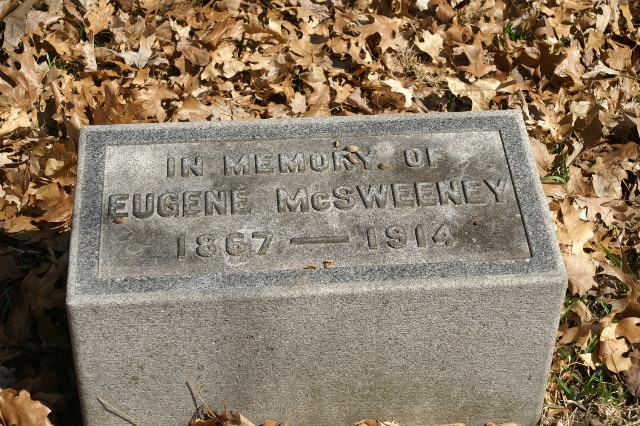 IN MEMORY OF
EUGENE McSWEENEY
1867 — 1914